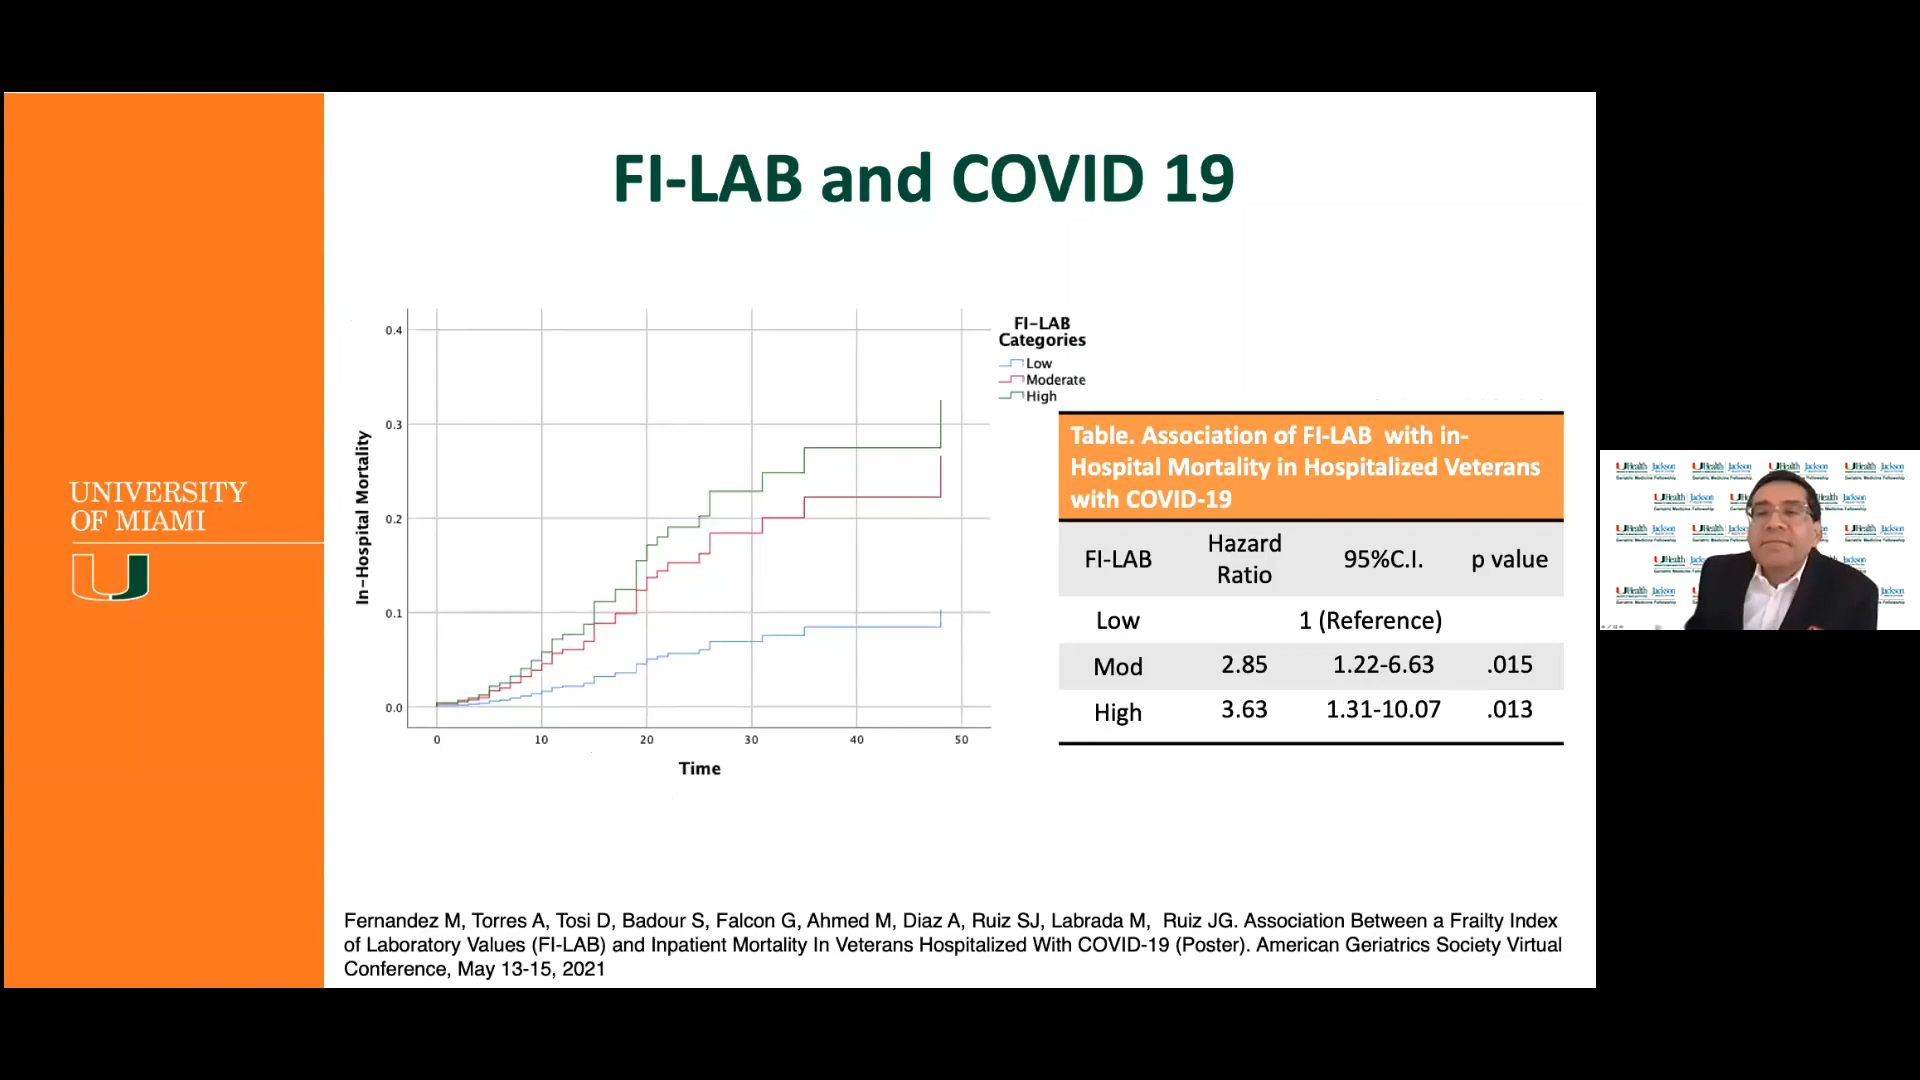 FI-LAB and COVID 19
UNIVERSITY
OF MIAMI
In-Hospital Mortality
0.4
0.3
0.2
0.1
0.0
0 10 20 30 40 50
Time
FI-LAB
Categories
Low
Moderate
High
Table. Association of FI-LAB with in-
Hospital Mortality in Hospitalized Veterans
with COVID-19
FI-LAB Hazard Ratio 95%C.I. p value
Low 1 (Reference)
Mod 2.85 1.22-6.63 .015
High 3.63 1.31-10.07 .013
Fernandez M, Torres A, Tosi D, Badour S, Falcon G, Ahmed M, Diaz A, Ruiz SJ, Labrada M, Ruiz JG. Association Between a Frailty Index
of Laboratory Values (FI-LAB) and Inpatient Mortality In Veterans Hospitalized With COVID-19 (Poster). American Geriatrics Society Virtual
Conference, May 13-15, 2021
UHealth Jackson
Geriatric Medicine Fellowship